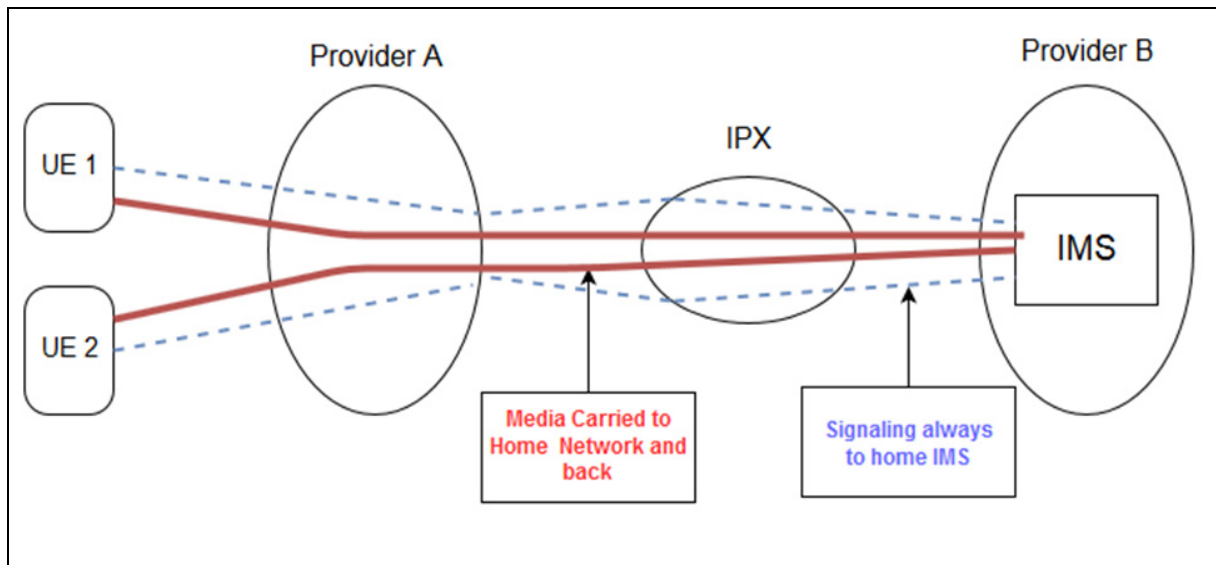 Provider A
Provider B
UE 1
IPX
IMS
UE 2
Media Carried to
Home Network and
back
Signaling always
to home IMS